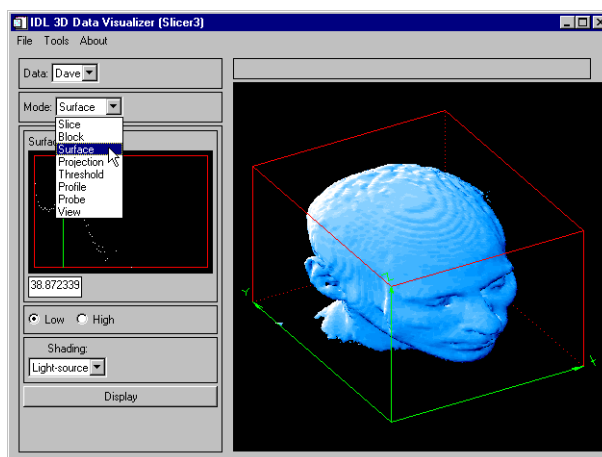 IDL 3D Data Visualizer (Slicer3)
File Tools About
Data: Dave
Mode: Surface
Slice
Block
Surface
Projection
Threshold
Profile
Probe
View
38.872339
Low High
Shading:
Light-source
Display
Y
X